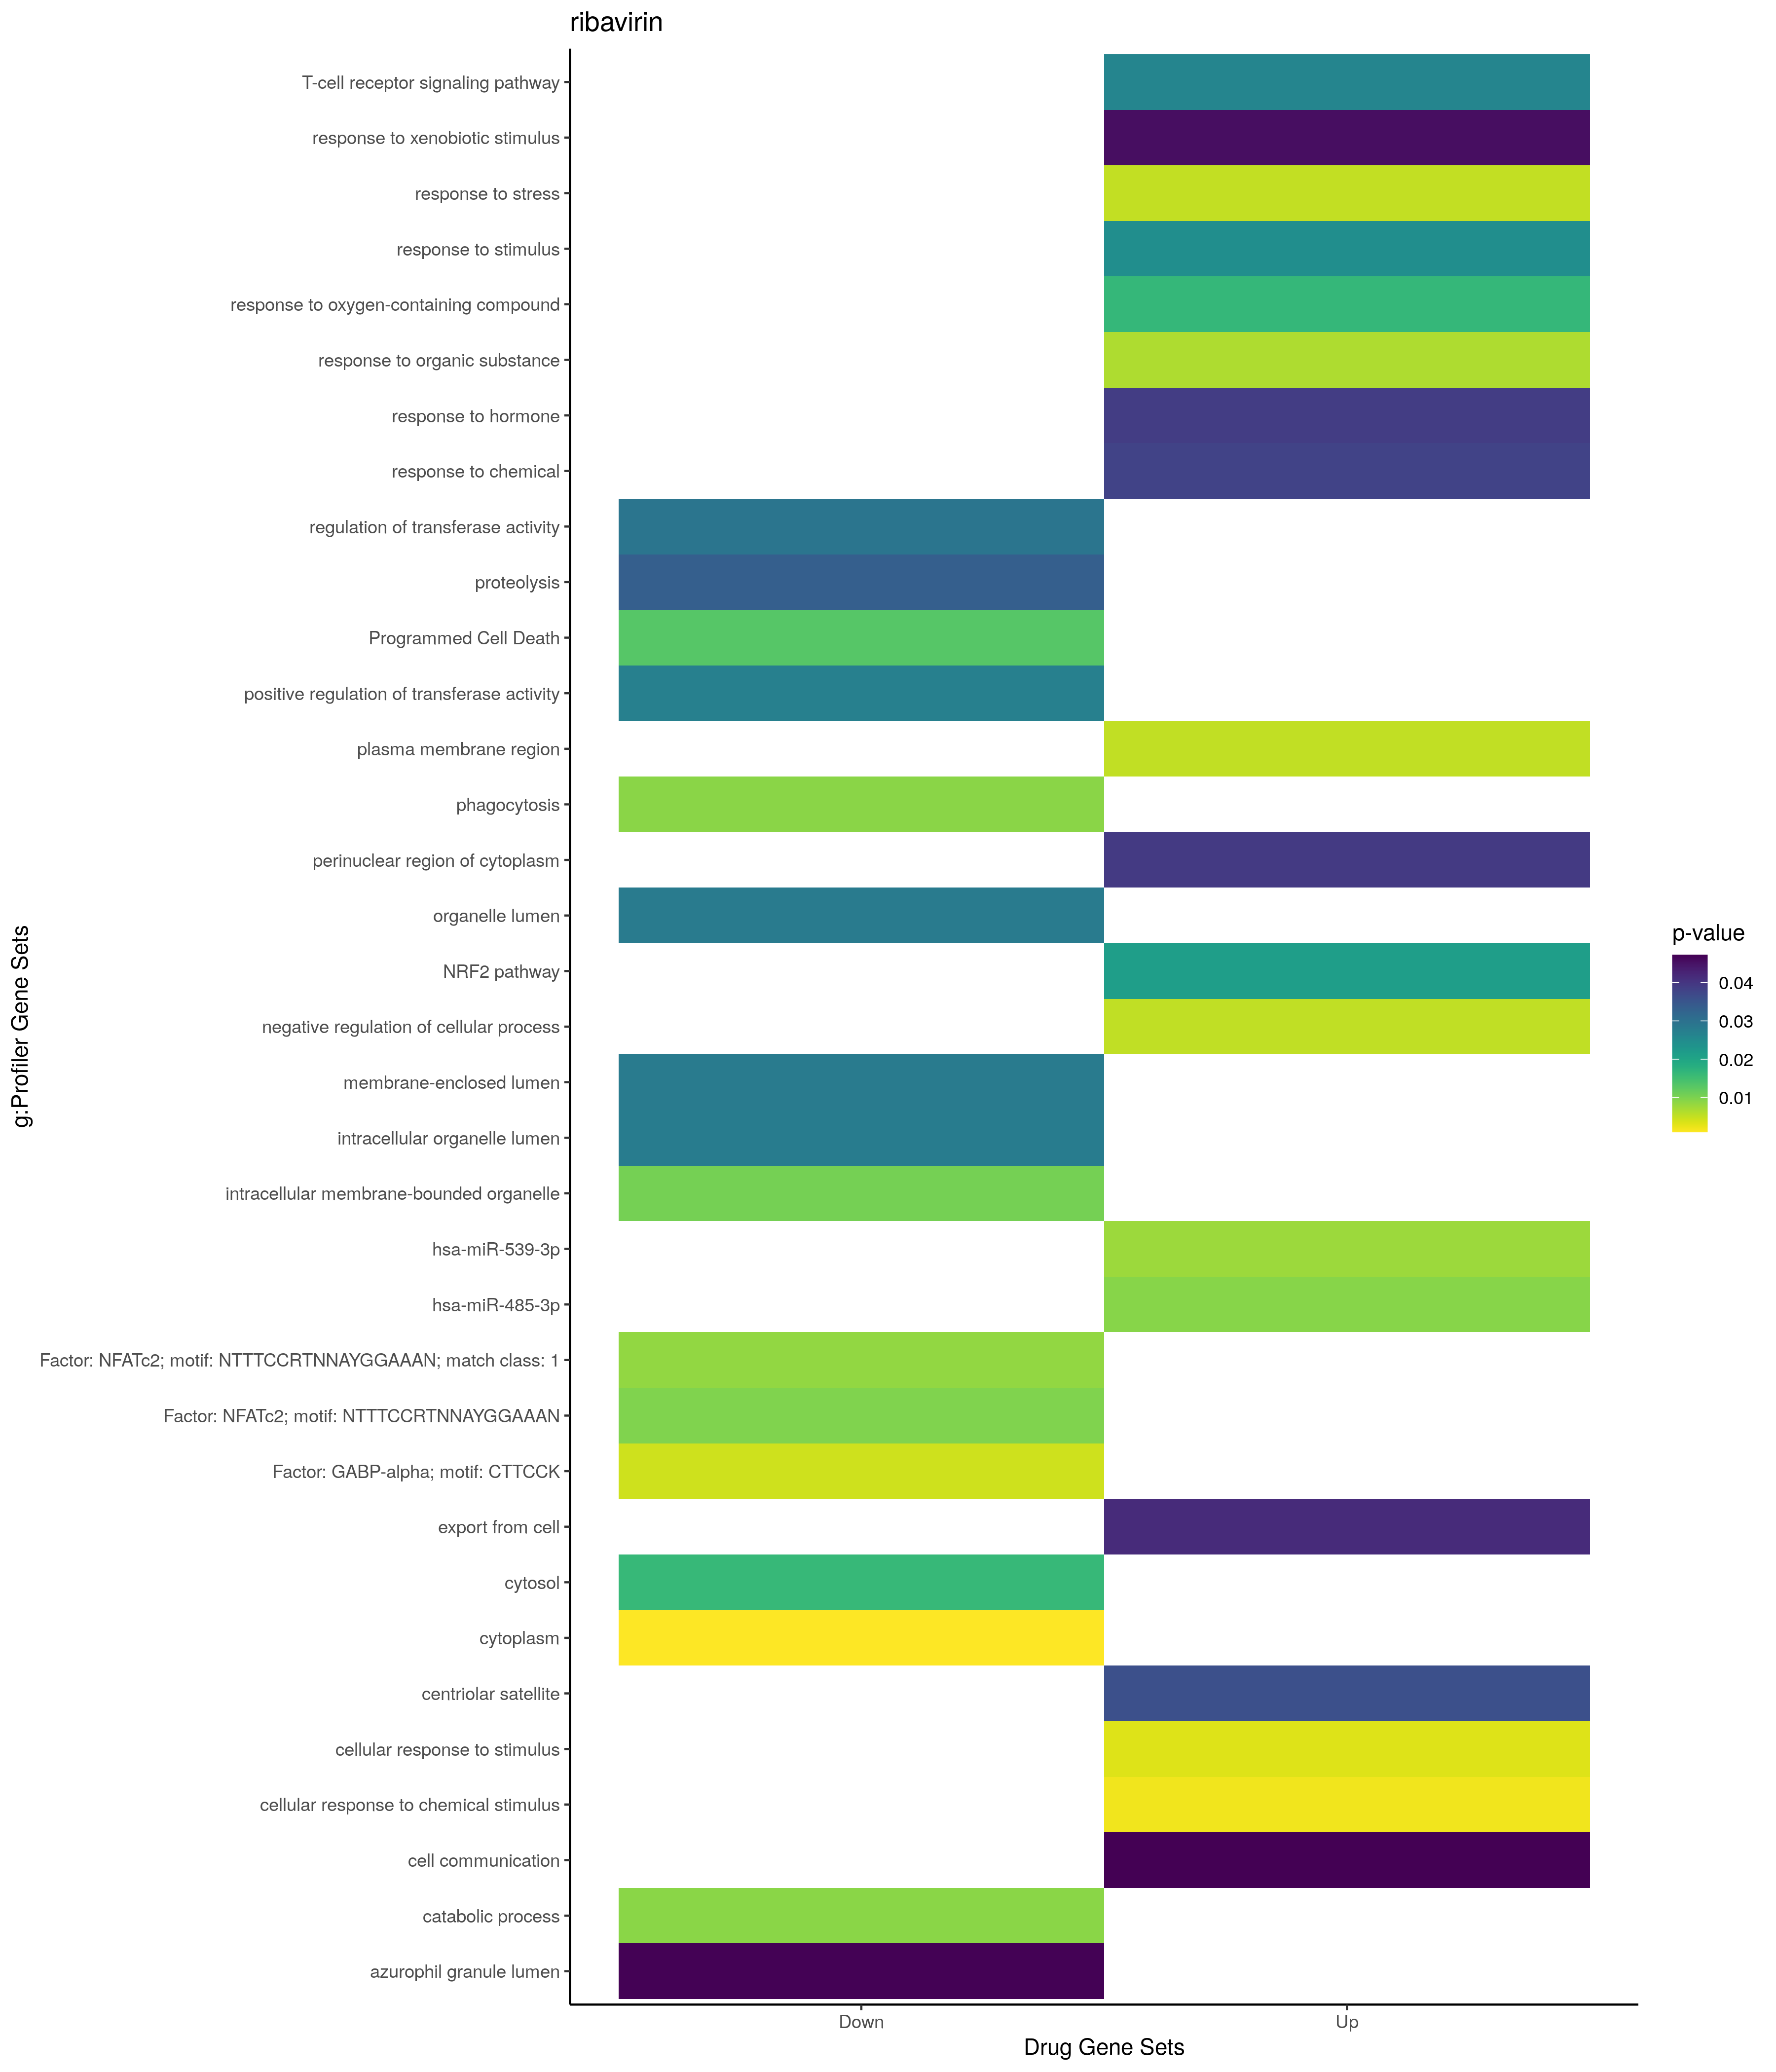 ribavirin
T-cell receptor signaling pathway
response to xenobiotic stimulus
response to stress
response to stimulus
response to oxygen-containing compound
response to organic substance
response to hormone
response to chemical
regulation of transferase activity
proteolysis
Programmed Cell Death
positive regulation of transferase activity
plasma membrane region
phagocytosis
perinuclear region of cytoplasm
organelle lumen
NRF2 pathway
negative regulation of cellular process
membrane-enclosed lumen
intracellular organelle lumen
intracellular membrane-bounded organelle
hsa-miR-539-3p
hsa-miR-485-3p
Factor: NFATc2; motif: NTTTCCRTNNAYGGAAAN; match class: 1
Factor: NFATc2; motif: NTTTCCRTNNAYGGAAAN
Factor: GABP-alpha; motif: CTTCCK
export from cell
cytosol
cytoplasm
centriolar satellite
cellular response to stimulus
cellular response to chemical stimulus
cell communication
catabolic process
azurophil granule lumen
g:Profiler Gene Sets
Down
Up
Drug Gene Sets
p-value
0.04
0.03
0.02
0.01